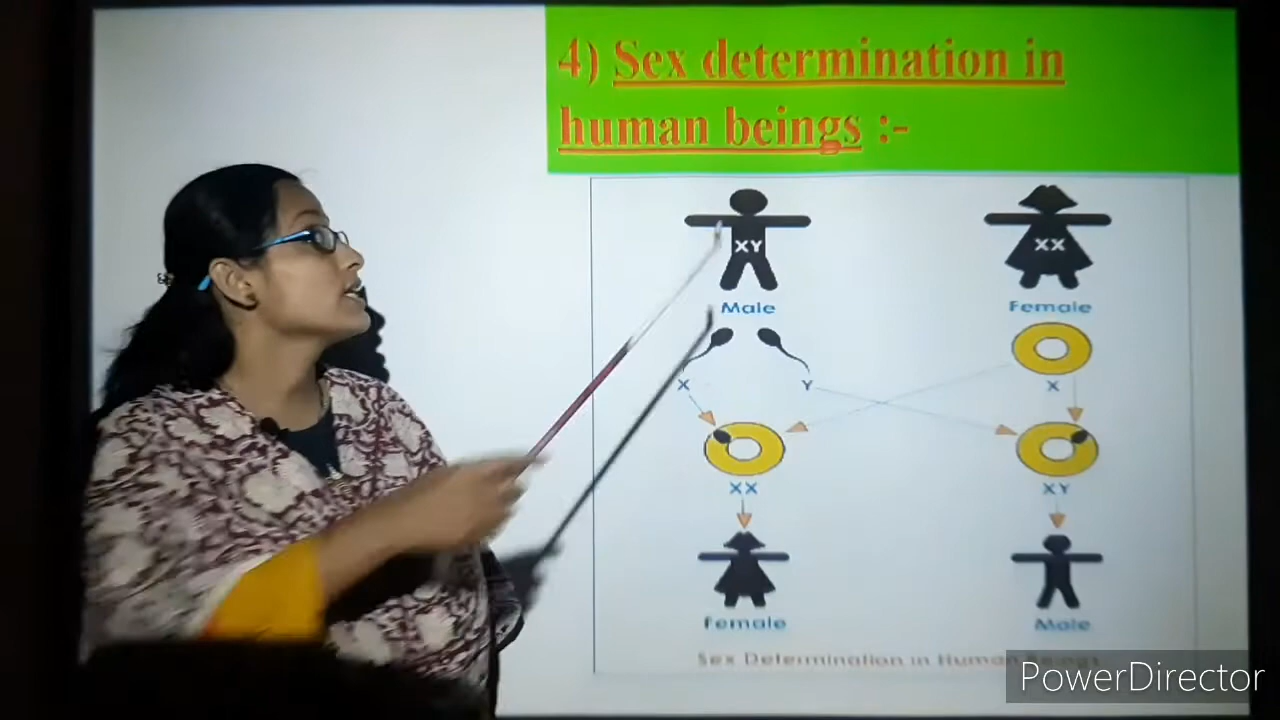 4) Sex determination in
human beings :-
XY
XX
Male
Female
X
Y
X
XX
XY
Female
Male
Sex Determination in Human Beings
PowerDirector